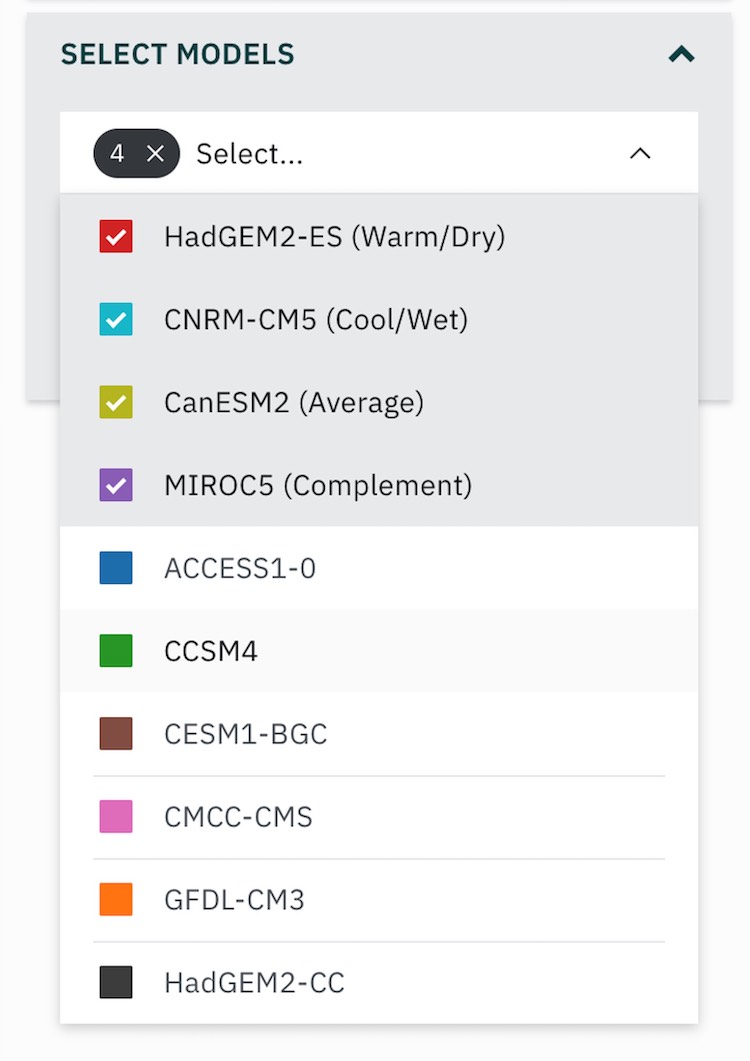 SELECT MODELS
4 Select...
HadGEM2-ES (Warm/Dry)
CNRM-CM5 (Cool/Wet)
CanESM2 (Average)
MIROC5 (Complement)
ACCESS1-0
CCSM4
CESM1-BGC
CMCC-CMS
GFDL-CM3
HadGEM2-CC